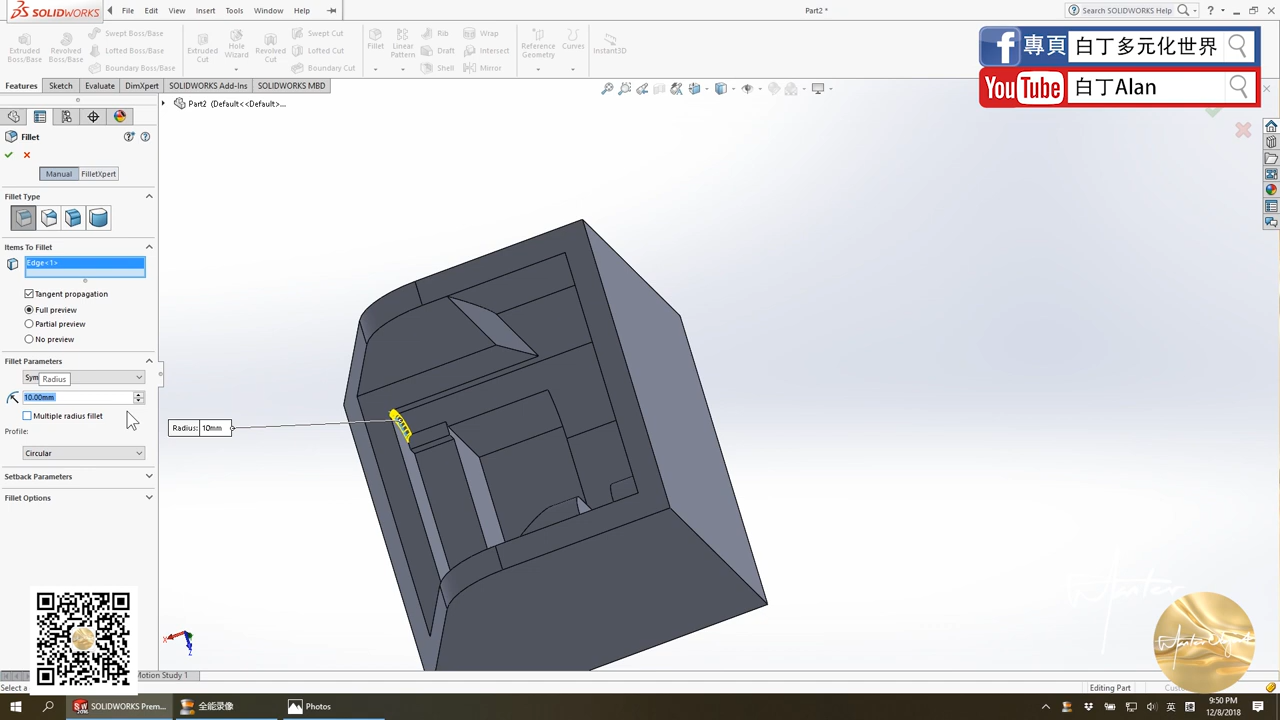 SOLIDWORKS
File Edit View Insert Tools Window Help
Part2 *
Search SOLIDWORKS Help
Extruded Boss/Base
Revolved Boss/Base
Swept Boss/Base
Lofted Boss/Base
Boundary Boss/Base
Extruded Cut
Hole Wizard
Revolved Cut
Swept Cut
Lofted Cut
Boundary Cut
Fillet
Linear Pattern
Rib
Draft
Shell
Wrap
Intersect
Mirror
Reference Geometry
Curves
Instant3D
專頁 白丁多元化世界
YouTube 白丁Alan
Features Sketch Evaluate DimXpert SOLIDWORKS Add-Ins SOLIDWORKS MBD
Part2 (Default<<Default>...
Fillet
Manual FilletXpert
Fillet Type
Items To Fillet
Edge<1>
Tangent propagation
Full preview
Partial preview
No preview
Fillet Parameters
Sym
Radius
10.00mm
Multiple radius fillet
Profile:
Circular
Setback Parameters
Fillet Options
Radius: 10mm
X
Z
Motion Study 1
Select a
Editing Part
SOLIDWORKS Prem...
全能录像
Photos
英
9:50 PM
12/8/2018